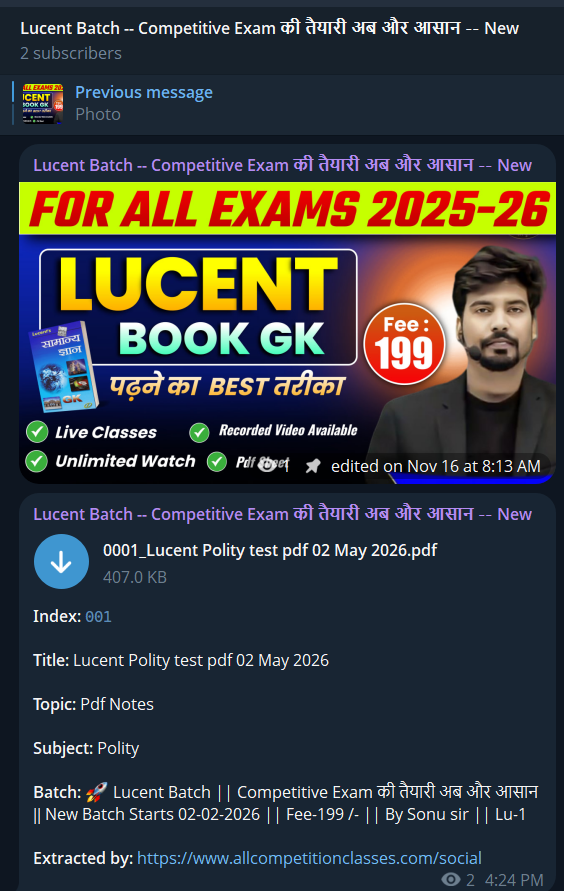 Lucent Batch -- Competitive Exam की तैयारी अब और आसान -- New
2 subscribers
Previous message
Photo
Lucent Batch -- Competitive Exam की तैयारी अब और आसान -- New
FOR ALL EXAMS 2025-26
LUCENT
BOOK GK
Lucent's
सामान्य
ज्ञान
GK
Fee :
199
पढ़ने का BEST तरीका
Live Classes
Recorded Video Available
Unlimited Watch
Pdf Sheet
edited on Nov 16 at 8:13 AM
Lucent Batch -- Competitive Exam की तैयारी अब और आसान -- New
0001_Lucent Polity test pdf 02 May 2026.pdf
407.0 KB
Index: 001
Title: Lucent Polity test pdf 02 May 2026
Topic: Pdf Notes
Subject: Polity
Batch: 🚀 Lucent Batch || Competitive Exam की तैयारी अब और आसान
|| New Batch Starts 02-02-2026 || Fee-199 /- || By Sonu sir || Lu-1
Extracted by: https://www.allcompetitionclasses.com/social
2 4:24 PM